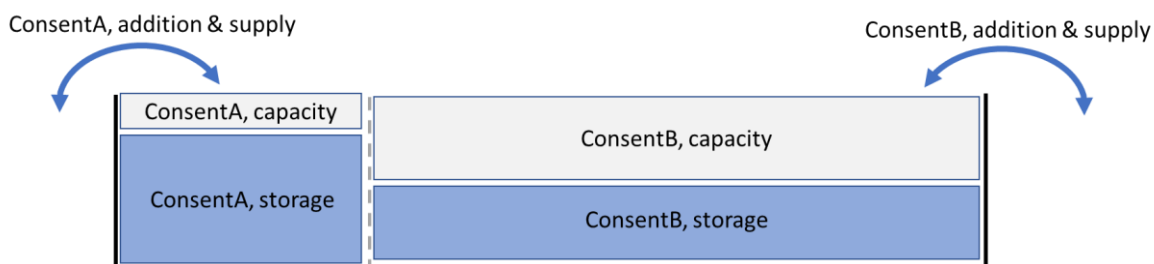 ConsentA, addition & supply
ConsentB, addition & supply
ConsentA, capacity
ConsentB, capacity
ConsentA, storage
ConsentB, storage